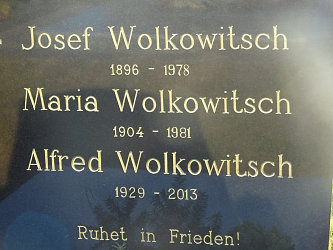 Josef Wolkowitsch
1896 - 1978
Maria Wolkowitsch
1904 - 1981
Alfred Wolkowitsch
1929 - 2013
Ruhet in Frieden!